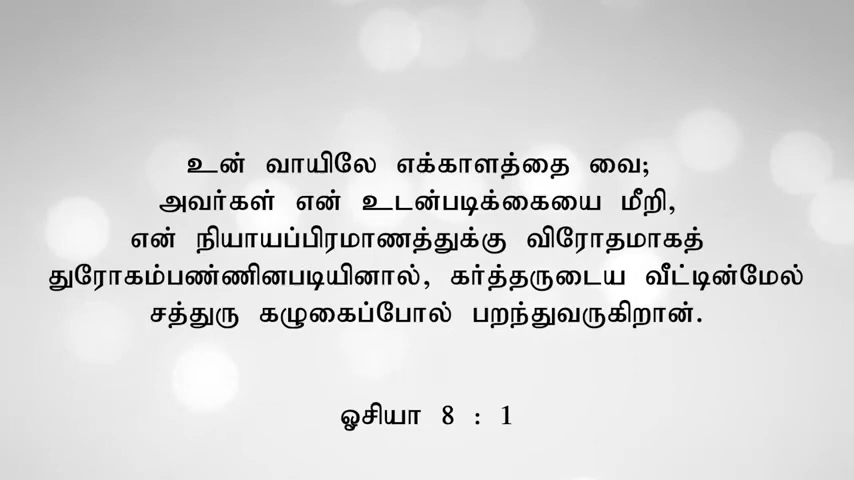 உன் வாயிலே எக்காளத்தை வை;
அவர்கள் என் உடன்படிக்கையை மீறி,
என் நியாயப்பிரமாணத்துக்கு விரோதமாகத்
துரோகம்பண்ணினபடியினால், கர்த்தருடைய வீட்டின்மேல்
சத்துரு கழுகைப்போல் பறந்துவருகிறான்.
ஓசியா 8 : 1